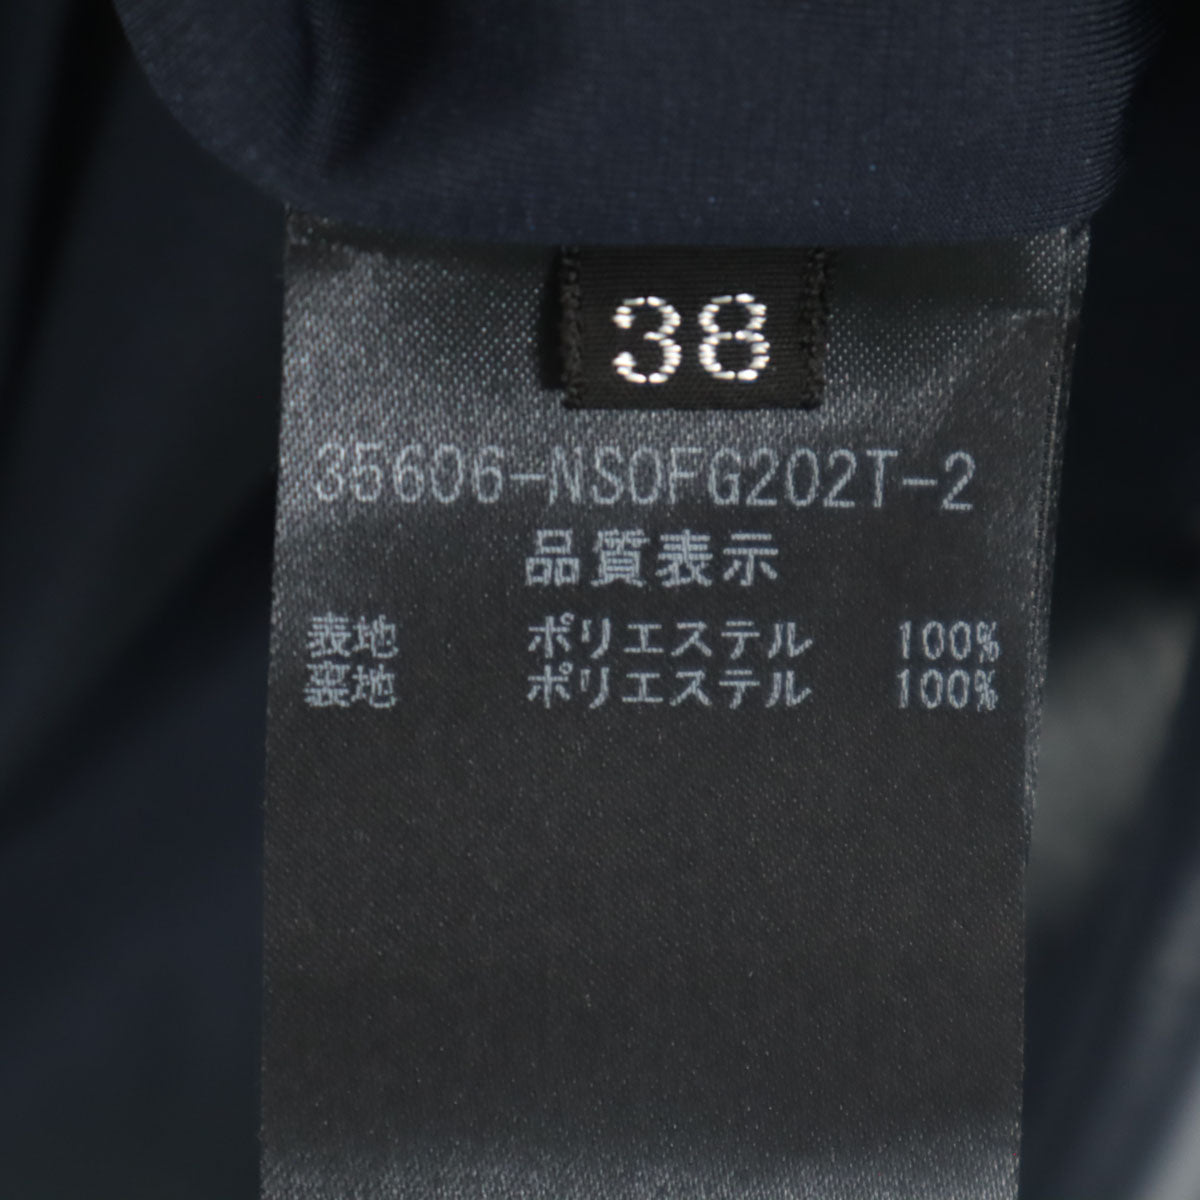 38
35606-NSOFG202T-2
品質表示
表地 ポリエステル 100%
裏地 ポリエステル 100%